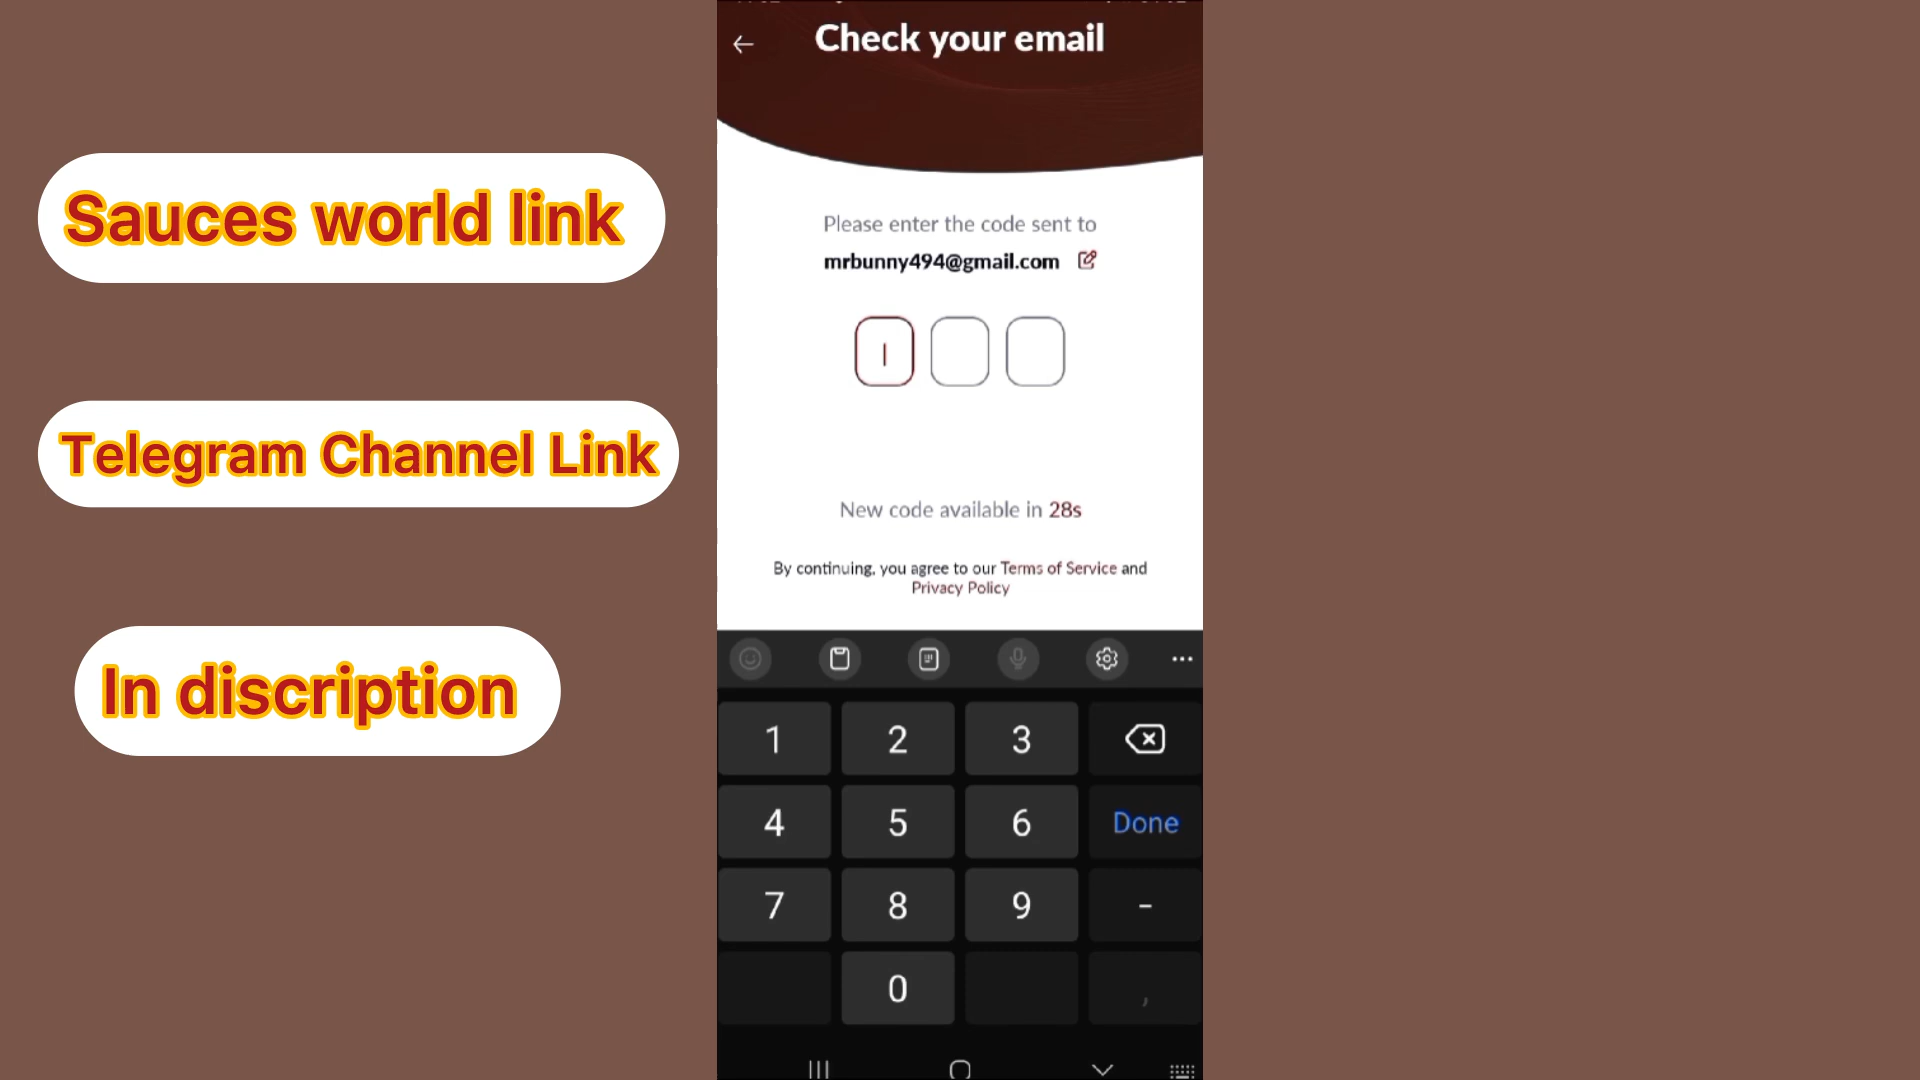 Sauces world link
Telegram Channel Link
In discription
Check your email
Please enter the code sent to
mrbunny494@gmail.com
New code available in 28s
By continuing, you agree to our Terms of Service and
Privacy Policy
1 2 3
4 5 6 Done
7 8 9 -
0 ,